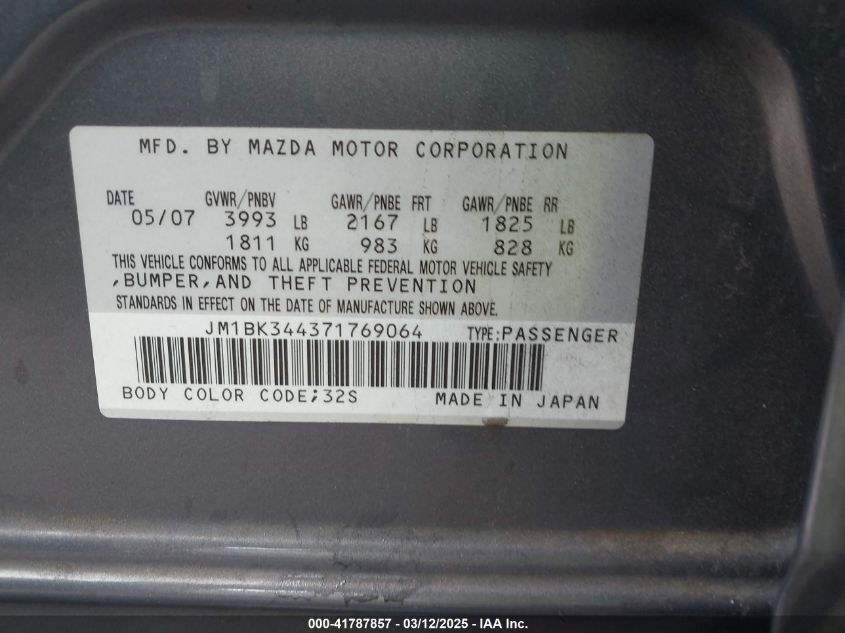 MFD. BY MAZDA MOTOR CORPORATION
DATE GVWR/PNBV GAWR/PNBE FRT GAWR/PNBE RR
05/07 3993 LB 2167 LB 1825 LB
1811 KG 983 KG 828 KG
THIS VEHICLE CONFORMS TO ALL APPLICABLE FEDERAL MOTOR VEHICLE SAFETY
,BUMPER,AND THEFT PREVENTION
STANDARDS IN EFFECT ON THE DATE OF MANUFACTURE SHOWN ABOVE.
JM1BK344371769064 TYPE:PASSENGER
BODY COLOR CODE;32S MADE IN JAPAN
000-41787857 - 03/12/2025 - IAA Inc.